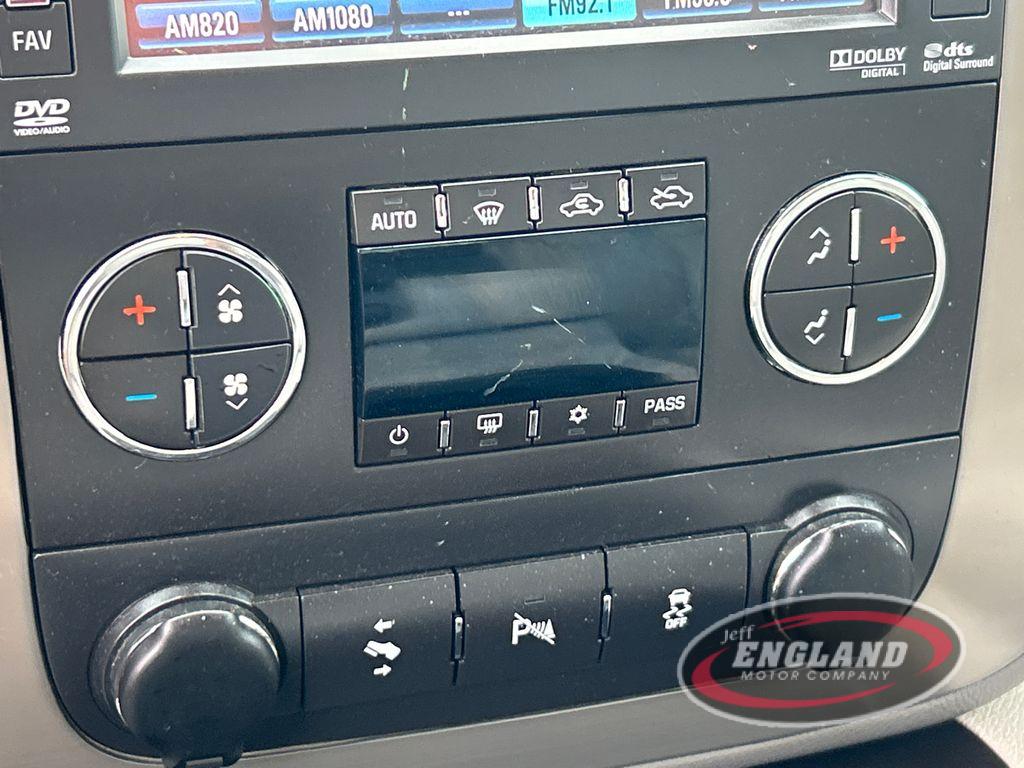 FAV
AM820
AM1080
...
FM92.1
DVD
VIDEO/AUDIO
DOLBY
DIGITAL
dts
Digital Surround
AUTO
PASS
P
OFF
Jeff
ENGLAND
MOTOR COMPANY